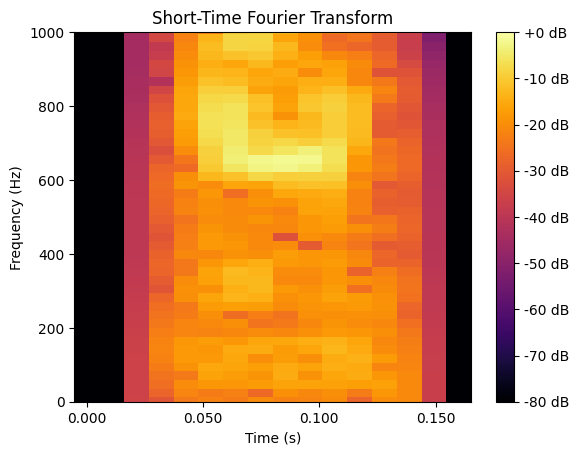 Short-Time Fourier Transform
1000
800
600
400
200
0
Frequency (Hz)
0.000
0.050
0.100
0.150
Time (s)
+0 dB
-10 dB
-20 dB
-30 dB
-40 dB
-50 dB
-60 dB
-70 dB
-80 dB